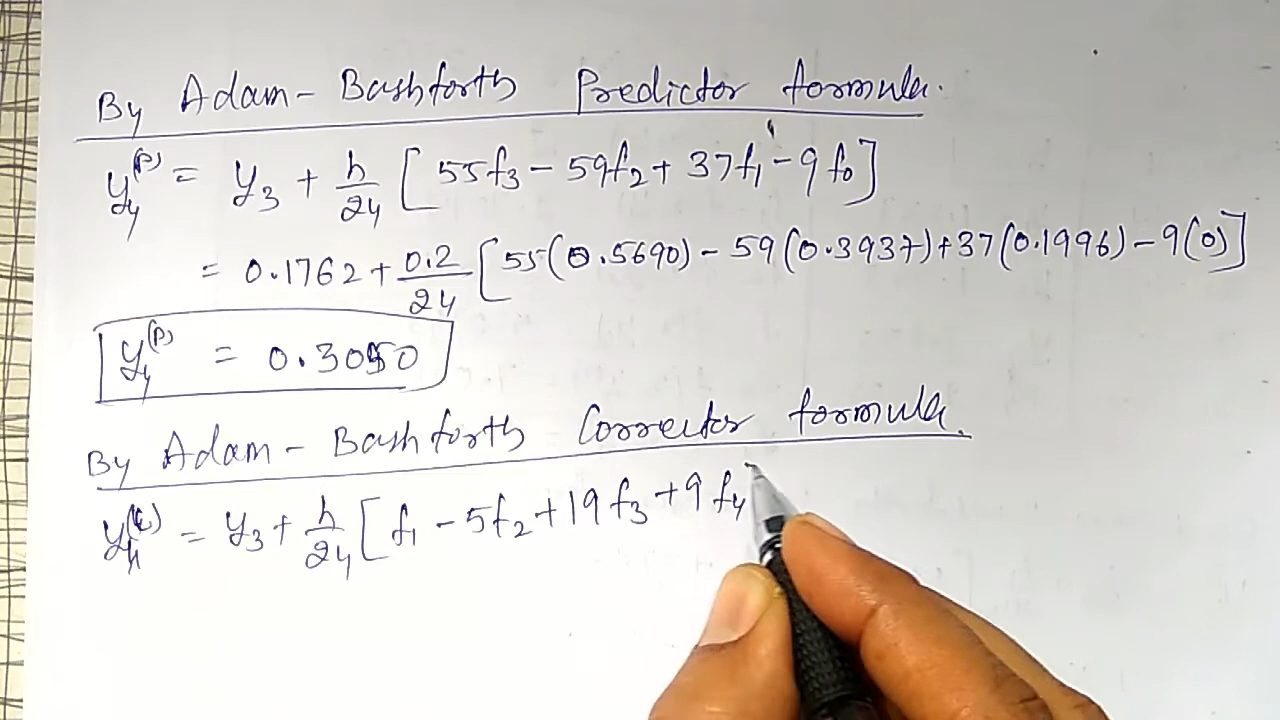 By Adam - Bashforth Predictor formula.
y₄⁽ᵖ⁾ = y₃ + h/24 [55f₃ - 59f₂ + 37f₁ - 9f₀]
= 0.1762 + 0.2/24 [55(0.5690) - 59(0.3937) + 37(0.1996) - 9(0)]
y₄⁽ᵖ⁾ = 0.3050
By Adam - Bashforth Corrector formula.
y₄⁽ᶜ⁾ = y₃ + h/24 [f₁ - 5f₂ + 19f₃ + 9f₄